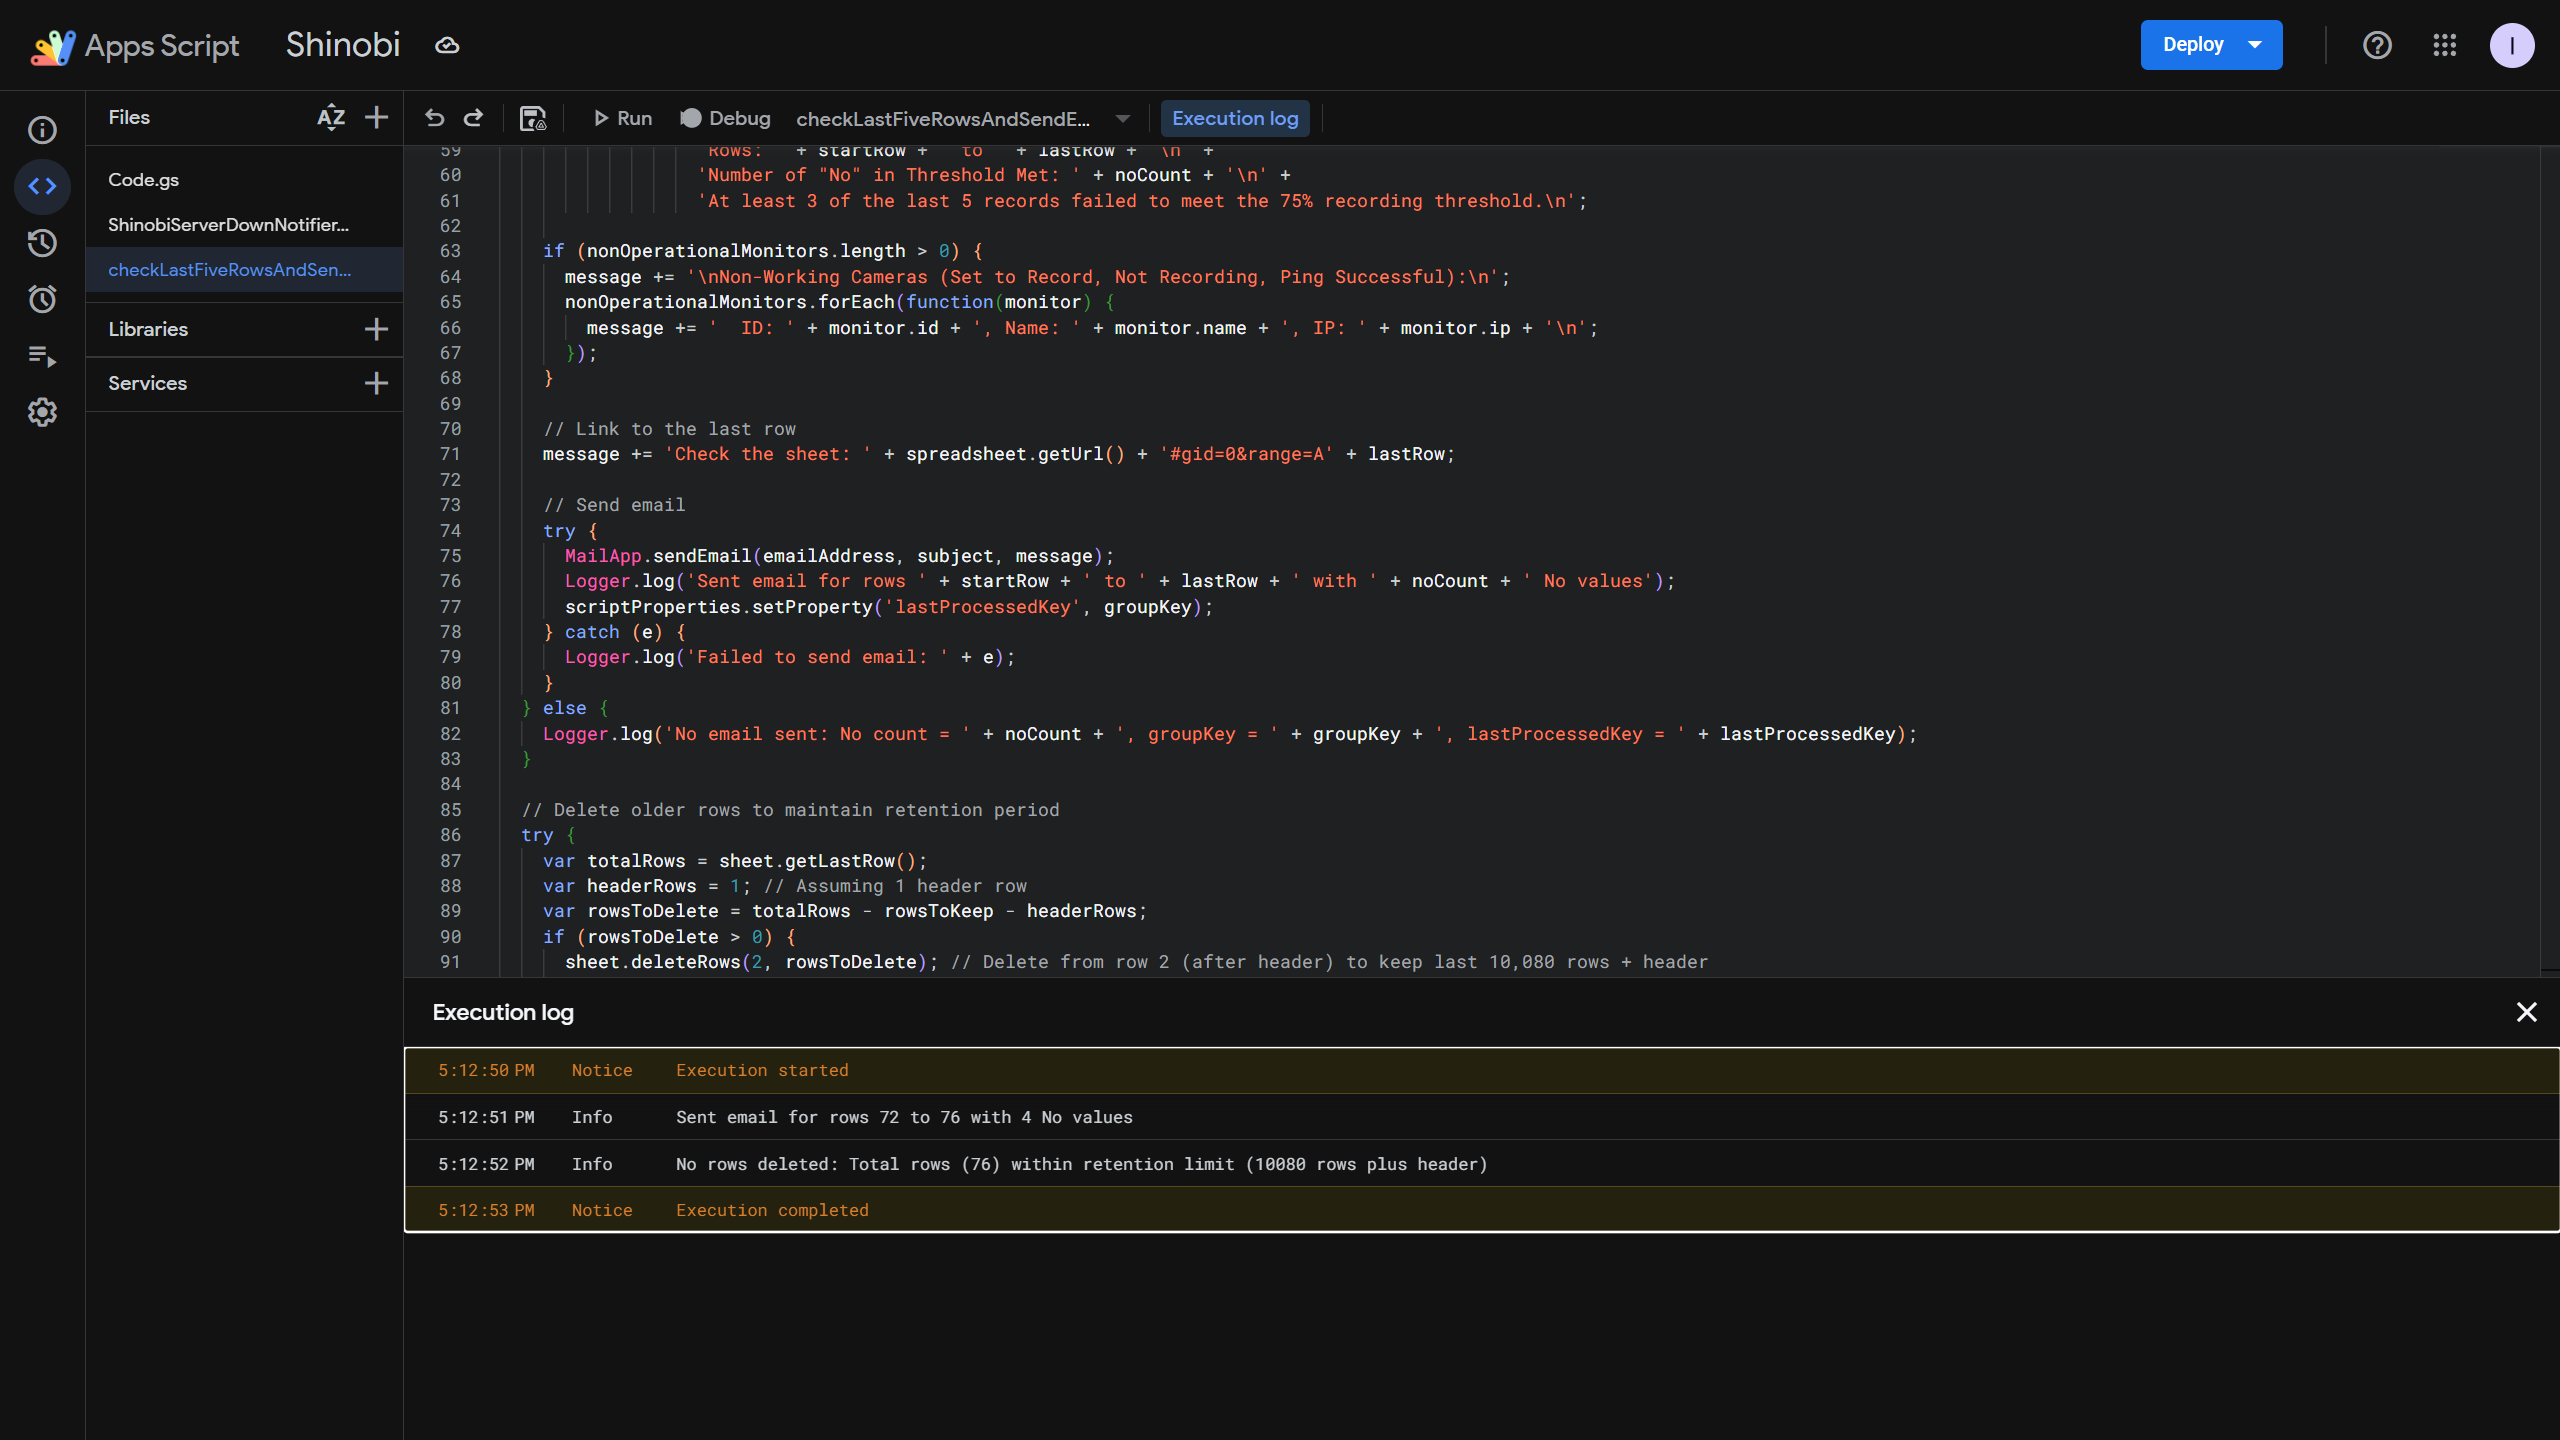 Apps Script
Shinobi
Deploy
I
Files
AZ
Code.gs
ShinobiServerDownNotifier...
checkLastFiveRowsAndSen...
Libraries
Services
Run
Debug
checkLastFiveRowsAndSendE...
Execution log
59 'Rows: ' + startRow + ' to ' + lastRow + '\n' +
60 'Number of "No" in Threshold Met: ' + noCount + '\n' +
61 'At least 3 of the last 5 records failed to meet the 75% recording threshold.\n';
62
63 if (nonOperationalMonitors.length > 0) {
64 message += '\nNon-Working Cameras (Set to Record, Not Recording, Ping Successful):\n';
65 nonOperationalMonitors.forEach(function(monitor) {
66 message += '  ID: ' + monitor.id + ', Name: ' + monitor.name + ', IP: ' + monitor.ip + '\n';
67 });
68 }
69
70 // Link to the last row
71 message += 'Check the sheet: ' + spreadsheet.getUrl() + '#gid=0&range=A' + lastRow;
72
73 // Send email
74 try {
75 MailApp.sendEmail(emailAddress, subject, message);
76 Logger.log('Sent email for rows ' + startRow + ' to ' + lastRow + ' with ' + noCount + ' No values');
77 scriptProperties.setProperty('lastProcessedKey', groupKey);
78 } catch (e) {
79 Logger.log('Failed to send email: ' + e);
80 }
81 } else {
82 Logger.log('No email sent: No count = ' + noCount + ', groupKey = ' + groupKey + ', lastProcessedKey = ' + lastProcessedKey);
83 }
84
85 // Delete older rows to maintain retention period
86 try {
87 var totalRows = sheet.getLastRow();
88 var headerRows = 1; // Assuming 1 header row
89 var rowsToDelete = totalRows - rowsToKeep - headerRows;
90 if (rowsToDelete > 0) {
91 sheet.deleteRows(2, rowsToDelete); // Delete from row 2 (after header) to keep last 10,080 rows + header
Execution log
5:12:50 PM Notice Execution started
5:12:51 PM Info Sent email for rows 72 to 76 with 4 No values
5:12:52 PM Info No rows deleted: Total rows (76) within retention limit (10080 rows plus header)
5:12:53 PM Notice Execution completed